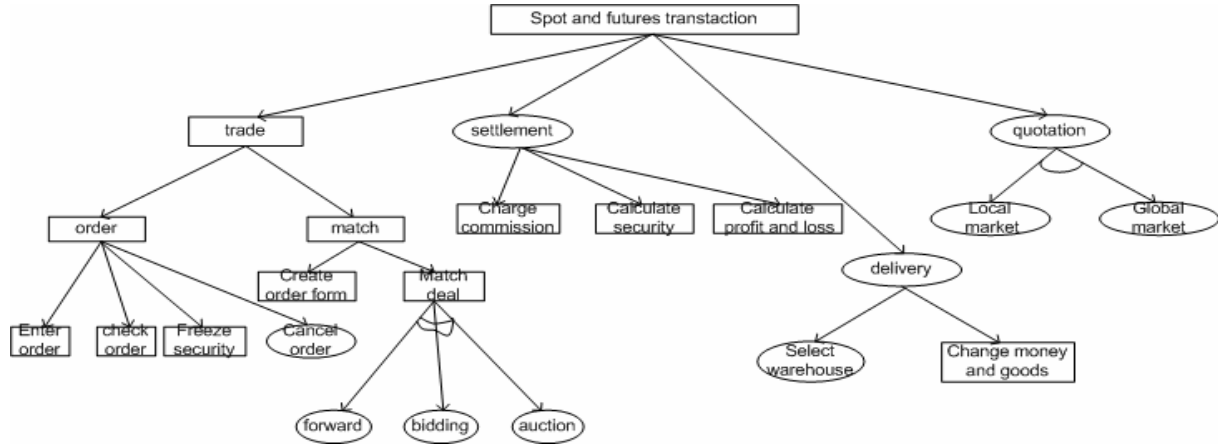 Spot and futures transtaction
trade
settlement
quotation
order
match
Charge
commission
Calculate
security
Calculate
profit and loss
Local
market
Global
market
delivery
Create
order form
Match
deal
Enter
order
check
order
Freeze
security
Cancel
order
Select
warehouse
Change money
and goods
forward
bidding
auction